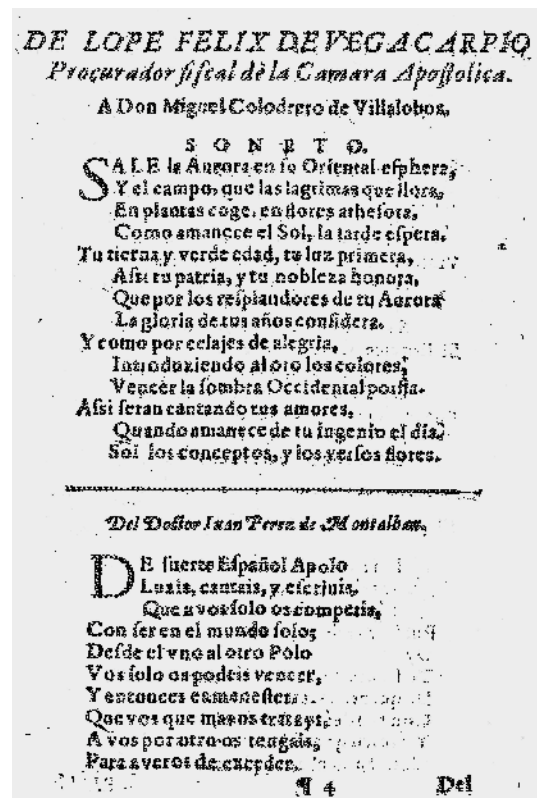 DE LOPE FELIX DE VEGA CARPIO
Procurador fiſcal de la Camara Apoſtolica.
A Don Miguel Colodrero de Villalobos.
SONETO.
SALE la Aurora en ſu Oriental eſphera,
Y el campo, que las lagrimas que llora,
En plantas coge, en flores atheſora,
Como amanece el Sol, la tarde eſpera.
Tu tierna y verde edad, tu luz primera,
Aſsi tu patria, y tu nobleza honora,
Que por los reſplandores de tu Aurora
La gloria de tus años conſidera.
Y como por celajes de alegria,
Introduziendo al oro los colores,
Vencer la ſombra Occidental porfia.
Aſsi ſeran cantando tus amores,
Quando amanece de tu ingenio el dia,
Sol los conceptos, y los verſos flores.
Del Doctor Iuan Perez de Montalban.
DE ſuerte Eſpañol Apolo
Luzis, cantais, y eſcriuis,
Que a vos ſolo os competis,
Con ſer en el mundo ſolo;
Deſde el vno al otro Polo
Vos ſolo os podeis vencer,
Y entonces
Que vos que
A vos por otro os tengais,
Para averos de exceder.
¶ 4 Del